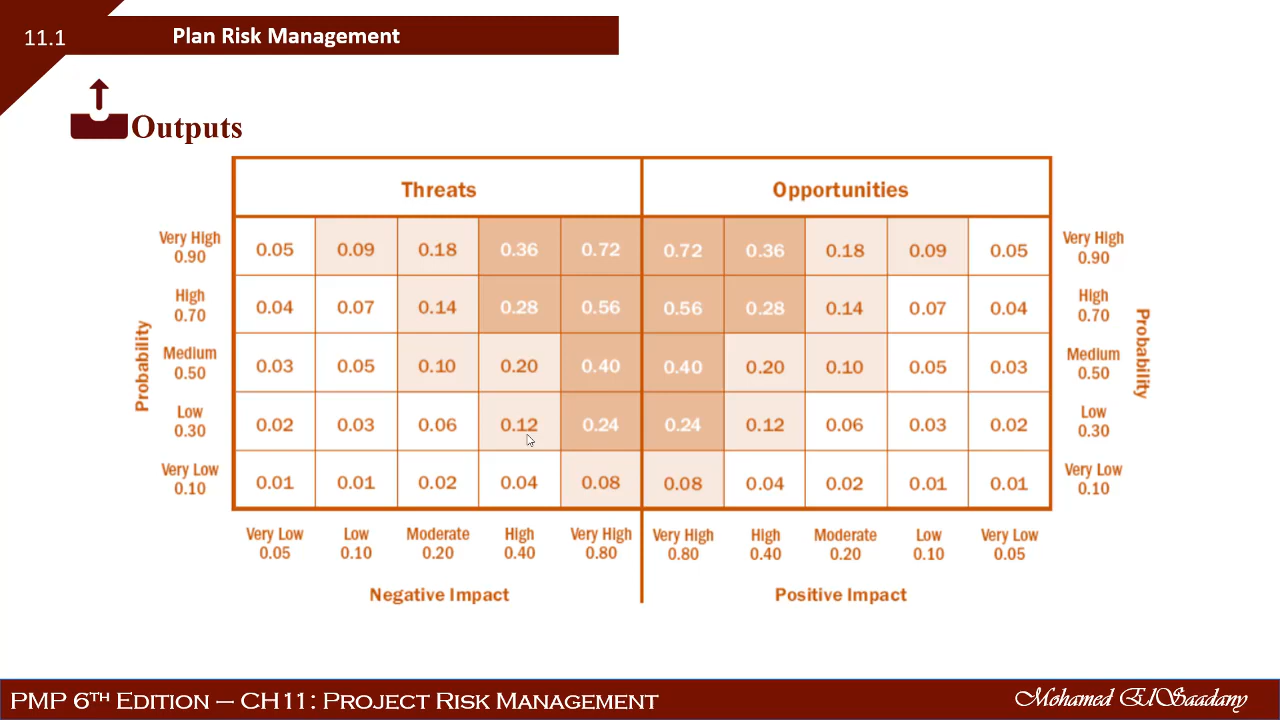 11.1
Plan Risk Management
Outputs
Threats
Opportunities
Very High
0.90
0.05 0.09 0.18 0.36 0.72 0.72 0.36 0.18 0.09 0.05
Very High
0.90
High
0.70
0.04 0.07 0.14 0.28 0.56 0.56 0.28 0.14 0.07 0.04
High
0.70
Probability
Medium
0.50
0.03 0.05 0.10 0.20 0.40 0.40 0.20 0.10 0.05 0.03
Medium
0.50
Probability
Low
0.30
0.02 0.03 0.06 0.12 0.24 0.24 0.12 0.06 0.03 0.02
Low
0.30
Very Low
0.10
0.01 0.01 0.02 0.04 0.08 0.08 0.04 0.02 0.01 0.01
Very Low
0.10
Very Low Low Moderate High Very High Very High High Moderate Low Very Low
0.05 0.10 0.20 0.40 0.80 0.80 0.40 0.20 0.10 0.05
Negative Impact
Positive Impact
PMP 6TH Edition – CH11: Project Risk Management
Mohamed ElSaadany